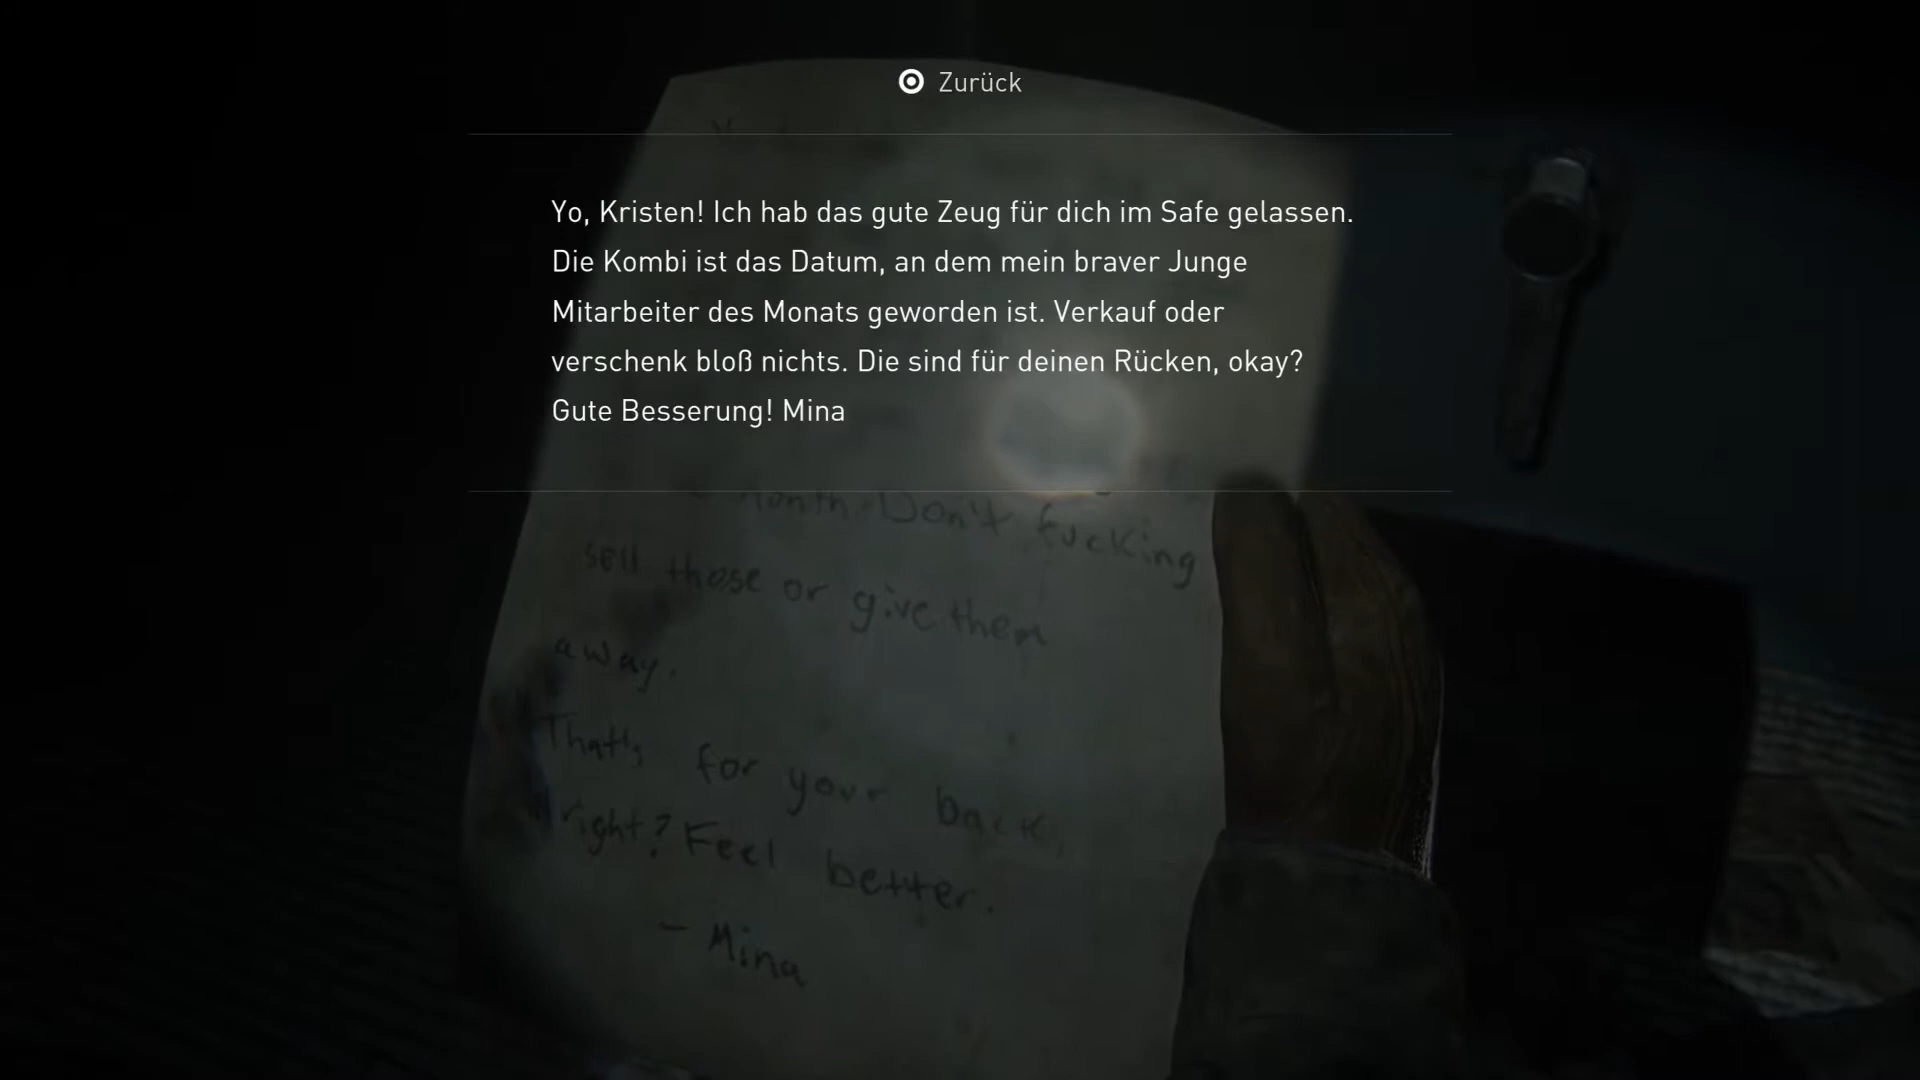 Zurück
Yo, Kristen! Ich hab das gute Zeug für dich im Safe gelassen.
Die Kombi ist das Datum, an dem mein braver Junge
Mitarbeiter des Monats geworden ist. Verkauf oder
verschenk bloß nichts. Die sind für deinen Rücken, okay?
Gute Besserung! Mina
Month. Don't fucking
sell those or give them
away.
That's for your back,
right? Feel better.
- Mina